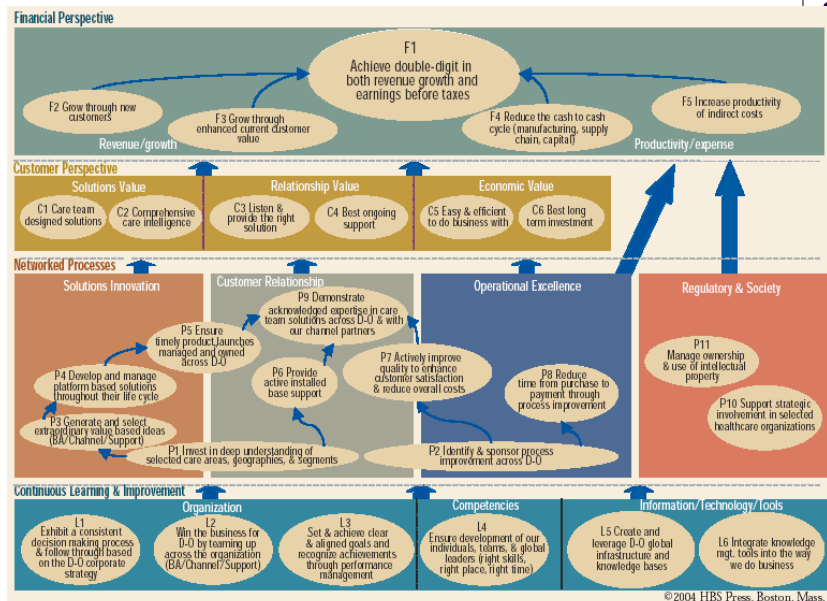 Financial Perspective
F1
Achieve double-digit in
both revenue growth and
earnings before taxes
F2 Grow through new
customers
F3 Grow through
enhanced current customer
value
F4 Reduce the cash to cash
cycle (manufacturing, supply
chain, capital)
F5 Increase productivity
of indirect costs
Revenue/growth
Productivity/expense
Customer Perspective
Solutions Value
Relationship Value
Economic Value
C1 Care team
designed solutions
C2 Comprehensive
care intelligence
C3 Listen &
provide the right
solution
C4 Best ongoing
support
C5 Easy & efficient
to do business with
C6 Best long
term investment
Networked Processes
Solutions Innovation
Customer Relationship
Operational Excellence
Regulatory & Society
P9 Demonstrate
acknowledged expertise in care
team solutions across D-O & with
our channel partners
P5 Ensure
timely product launches
managed and owned
across D-O
P4 Develop and manage
platform based solutions
throughout their life cycle
P6 Provide
active installed
base support
P7 Actively improve
quality to enhance
customer satisfaction
& reduce overall costs
P8 Reduce
time from purchase to
payment through
process improvement
P11
Manage ownership
& use of intellectual
property
P10 Support strategic
involvement in selected
healthcare organizations
P3 Generate and select
extraordinary value based ideas
(BA/Channel/Support)
P1 Invest in deep understanding of
selected care areas, geographies, & segments
P2 Identify & sponsor process
improvement across D-O
Continuous Learning & Improvement
Organization
Competencies
Information/Technology/Tools
L1
Exhibit a consistent
decision making process
& follow through based
on the D-O corporate
strategy
L2
Win the business for
D-O by teaming up
across the organization
(BA/Channel/Support)
L3
Set & achieve clear
& aligned goals and
recognize achievements
through performance
management
L4
Ensure development of our
individuals, teams, & global
leaders (right skills,
right place, right time)
L5 Create and
leverage D-O global
infrastructure and
knowledge bases
L6 Integrate knowledge
mgt. tools into the way
we do business
©2004 HBS Press, Boston, Mass.